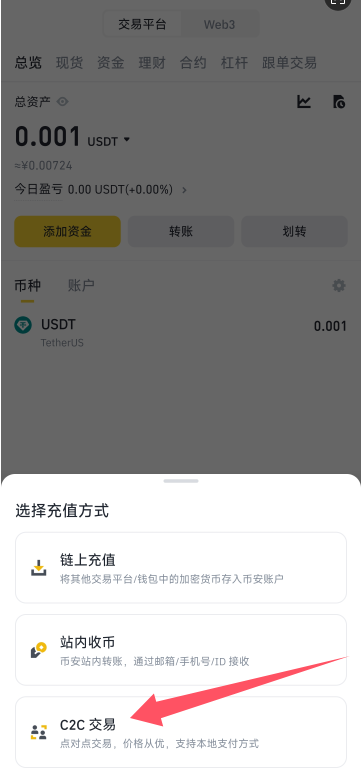 交易平台 Web3
总览 现货 资金 理财 合约 杠杆 跟单交易
总资产
0.001 USDT
≈¥0.00724
今日盈亏 0.00 USDT(+0.00%)
添加资金 转账 划转
币种 账户
USDT 0.001
TetherUS
选择充值方式
链上充值
将其他交易平台/钱包中的加密货币存入币安账户
站内收币
币安站内转账，通过邮箱/手机号/ID 接收
C2C 交易
点对点交易，价格从优，支持本地支付方式